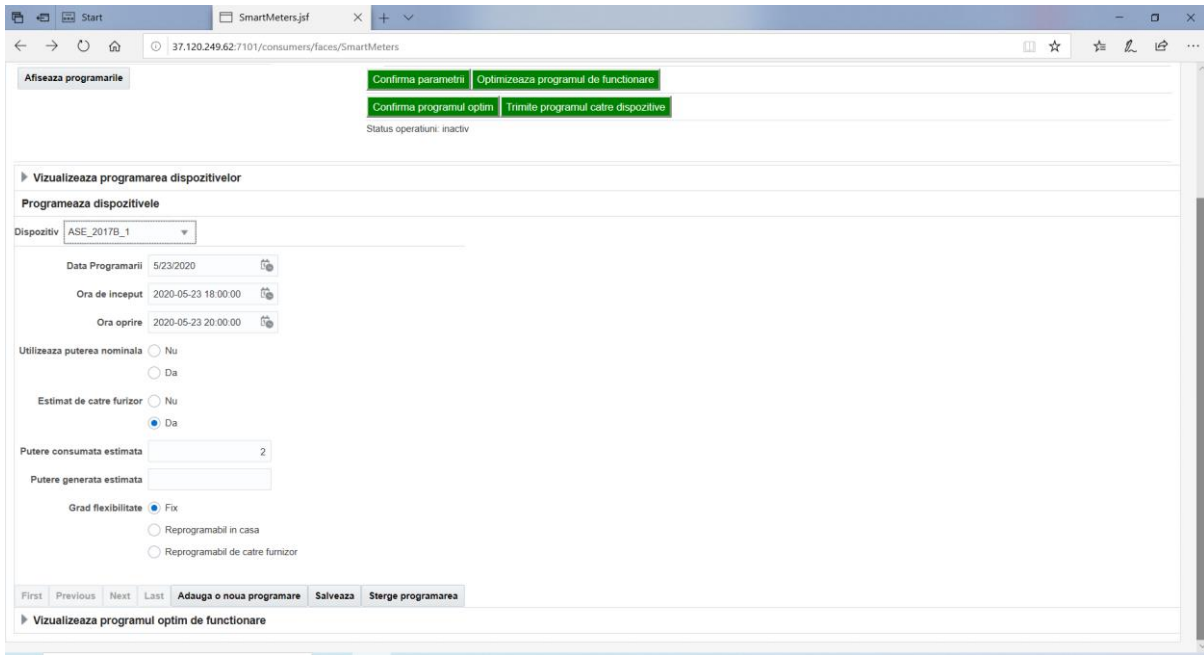 Start
SmartMeters.jsf
37.120.249.62:7101/consumers/faces/SmartMeters
Afiseaza programarile
Confirma parametrii Optimizeaza programul de functionare
Confirma programul optim Trimite programul catre dispozitive
Status operatiuni: inactiv
Vizualizeaza programarea dispozitivelor
Programeaza dispozitivele
Dispozitiv ASE_2017B_1
Data Programarii 5/23/2020
Ora de inceput 2020-05-23 18:00:00
Ora oprire 2020-05-23 20:00:00
Utilizeaza puterea nominala Nu
Da
Estimat de catre furizor Nu
Da
Putere consumata estimata 2
Putere generata estimata
Grad flexibilitate Fix
Reprogramabil in casa
Reprogramabil de catre furnizor
First Previous Next Last Adauga o noua programare Salveaza Sterge programarea
Vizualizeaza programul optim de functionare